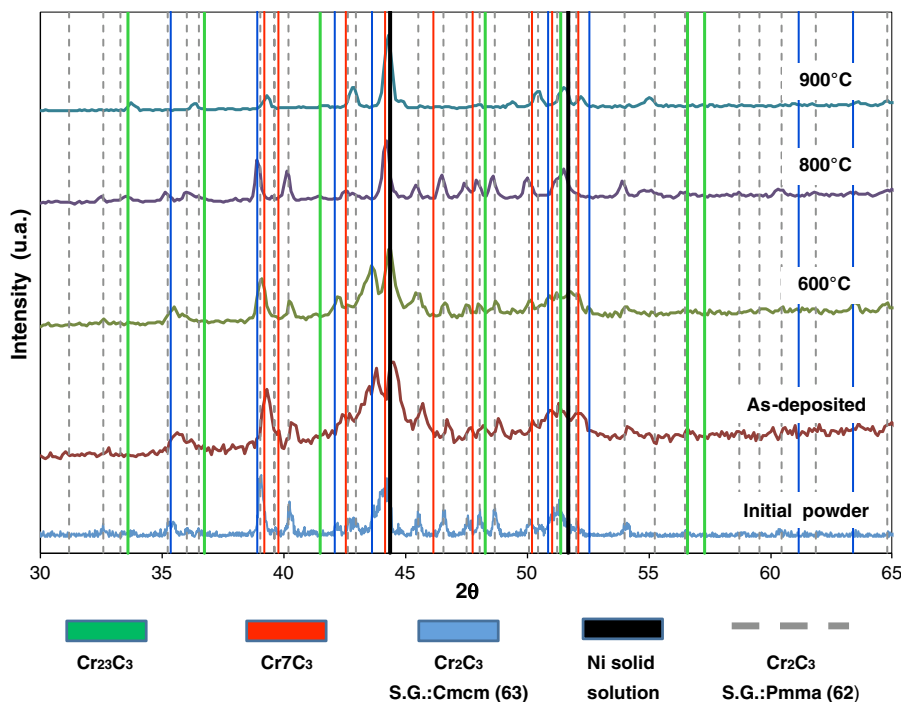 900°C
800°C
600°C
As-deposited
Initial powder
Intensity (u.a.)
30 35 40 45 50 55 60 65
2θ
Cr23C3
Cr7C3
Cr2C3
S.G.:Cmcm (63)
Ni solid
solution
Cr2C3
S.G.:Pmma (62)